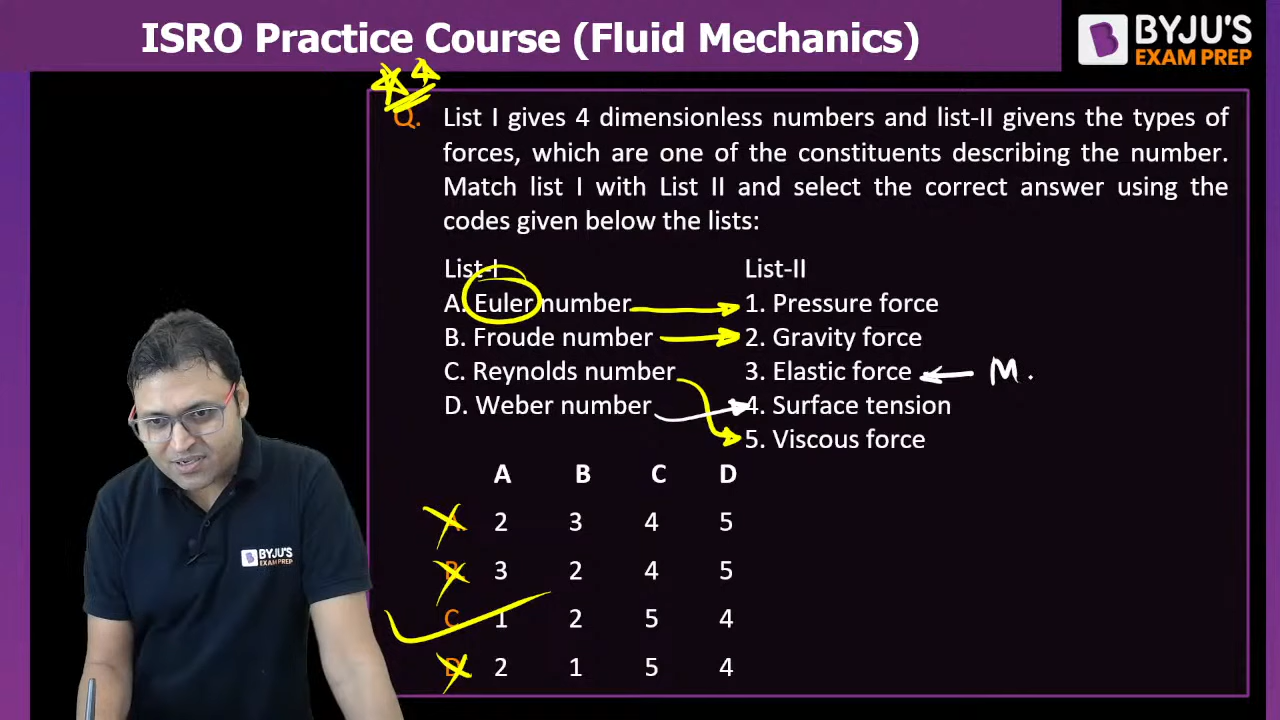 ISRO Practice Course (Fluid Mechanics)
BYJU'S
EXAM PREP
Q. List I gives 4 dimensionless numbers and list-II givens the types of
forces, which are one of the constituents describing the number.
Match list I with List II and select the correct answer using the
codes given below the lists:
List-I List-II
A. Euler number 1. Pressure force
B. Froude number 2. Gravity force
C. Reynolds number 3. Elastic force M.
D. Weber number 4. Surface tension
5. Viscous force
A B C D
A 2 3 4 5
B 3 2 4 5
C 1 2 5 4
D 2 1 5 4
BYJU'S
EXAM PREP